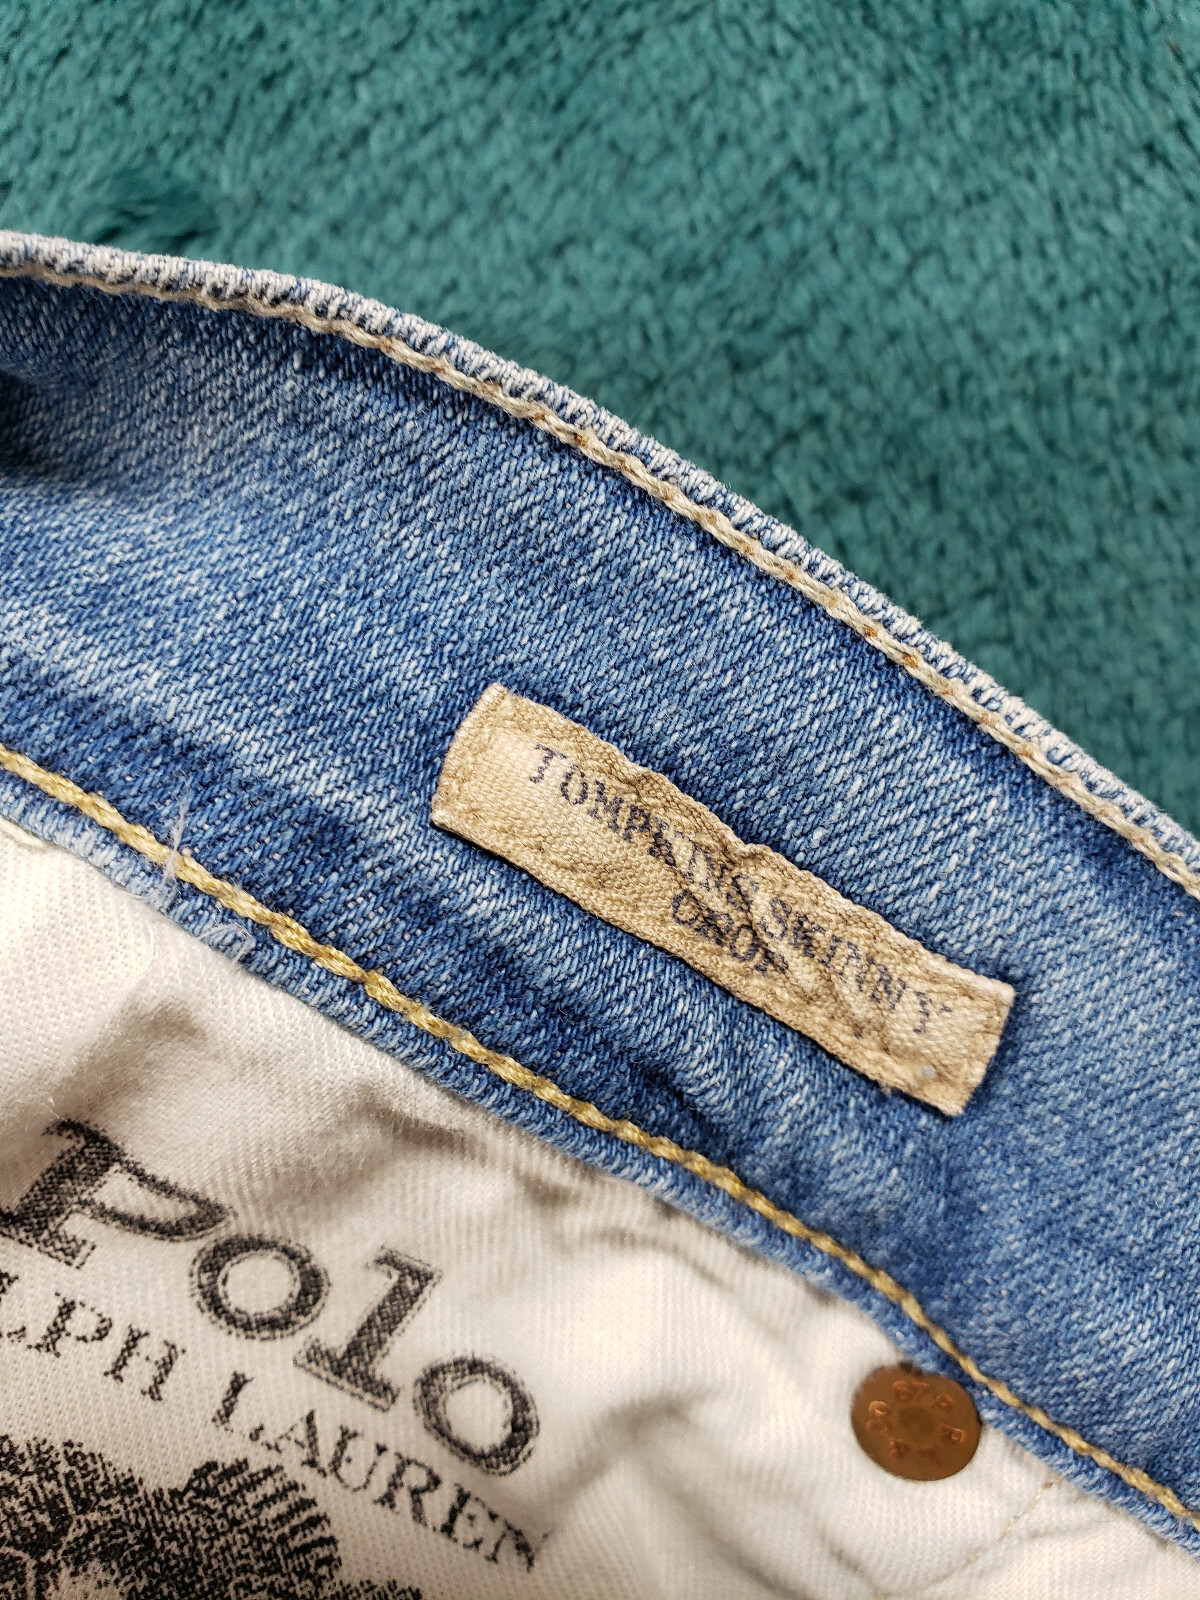 TOMPKINS SKINNY
CROP
Polo
LPH LAUREN